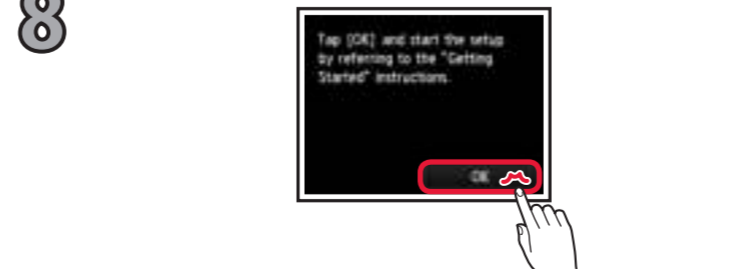 8
Tap [OK] and start the setup
by referring to the "Getting
Started" instructions.
OK